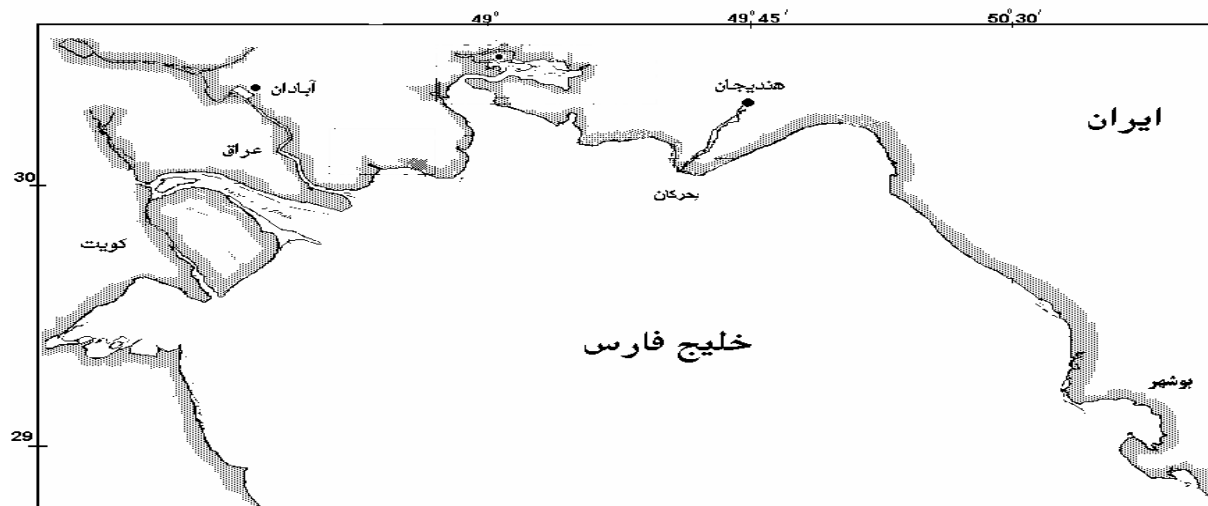 49°
49°45′
50°30′
آبادان
هندیجان
ایران
عراق
30
بحرکان
کویت
خلیج فارس
بوشهر
29